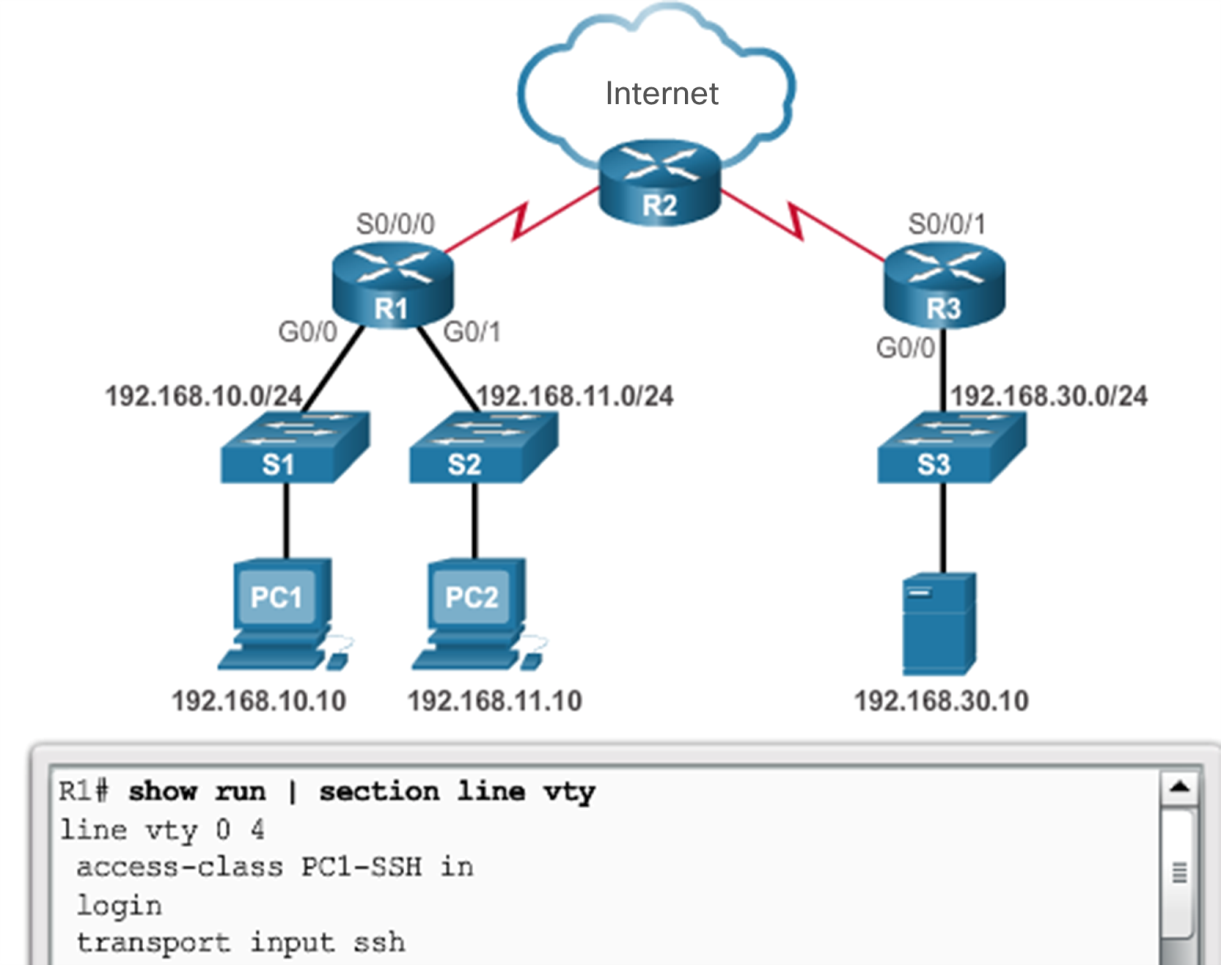 Internet
R2
S0/0/0
S0/0/1
R1
R3
G0/0
G0/1
G0/0
192.168.10.0/24
192.168.11.0/24
192.168.30.0/24
S1
S2
S3
PC1
PC2
192.168.10.10
192.168.11.10
192.168.30.10
R1# show run | section line vty
line vty 0 4
access-class PC1-SSH in
login
transport input ssh